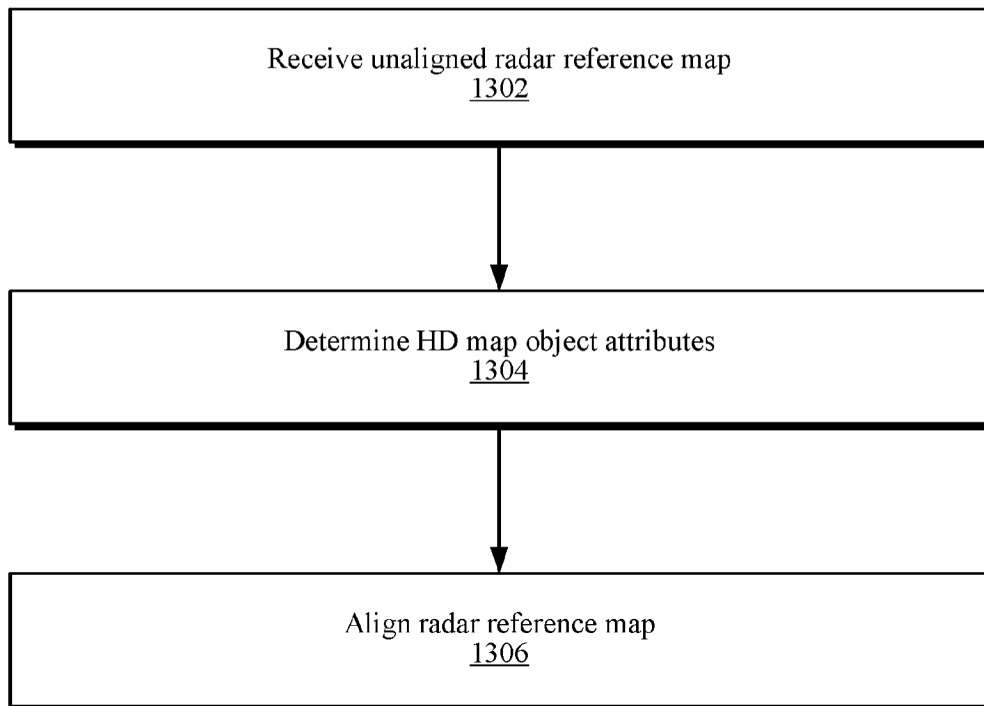 Receive unaligned radar reference map
1302
Determine HD map object attributes
1304
Align radar reference map
1306